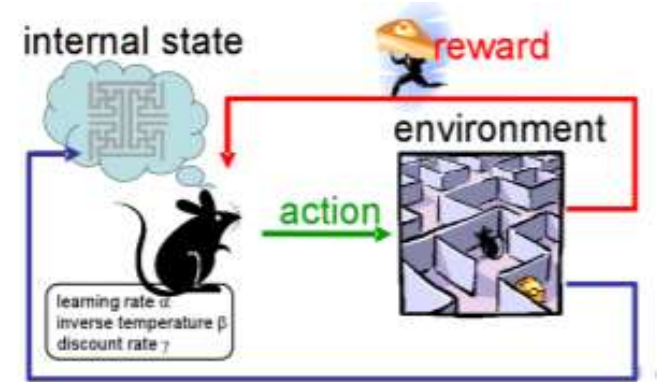 internal state
reward
environment
action
learning rate α
inverse temperature β
discount rate γ